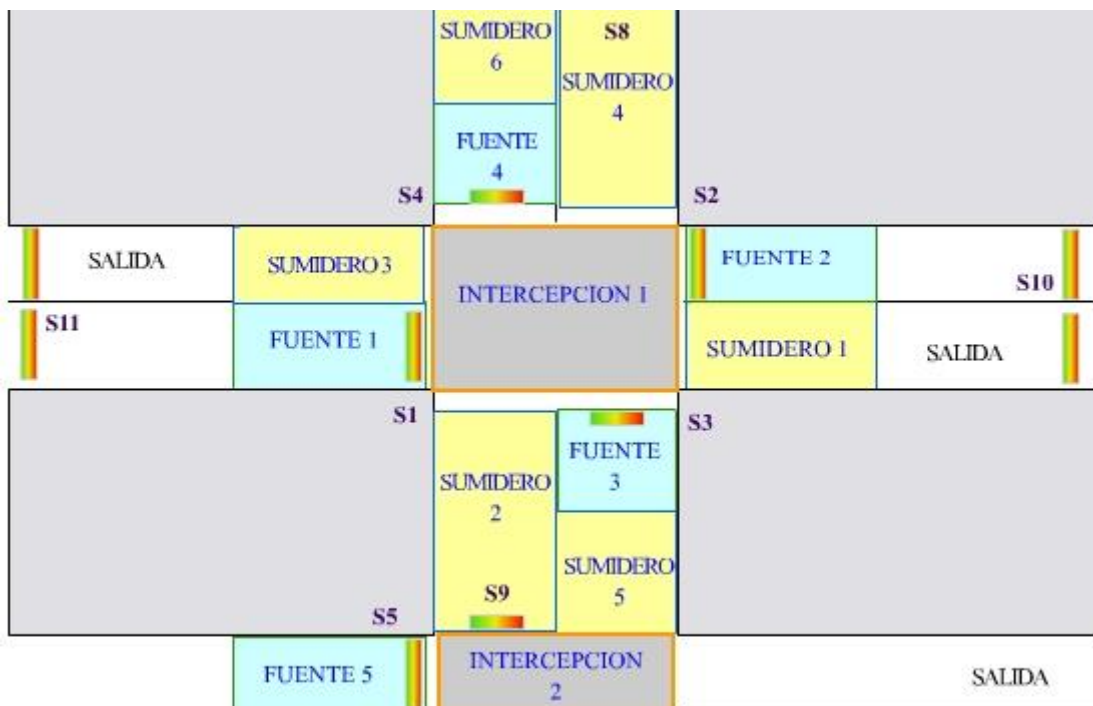 SUMIDERO
6
S8
SUMIDERO
4
FUENTE
4
S4
S2
SALIDA
SUMIDERO 3
INTERCEPCION 1
FUENTE 2
S10
S11
FUENTE 1
SUMIDERO 1
SALIDA
S1
S3
SUMIDERO
2
FUENTE
3
S9
SUMIDERO
5
S5
FUENTE 5
INTERCEPCION
2
SALIDA